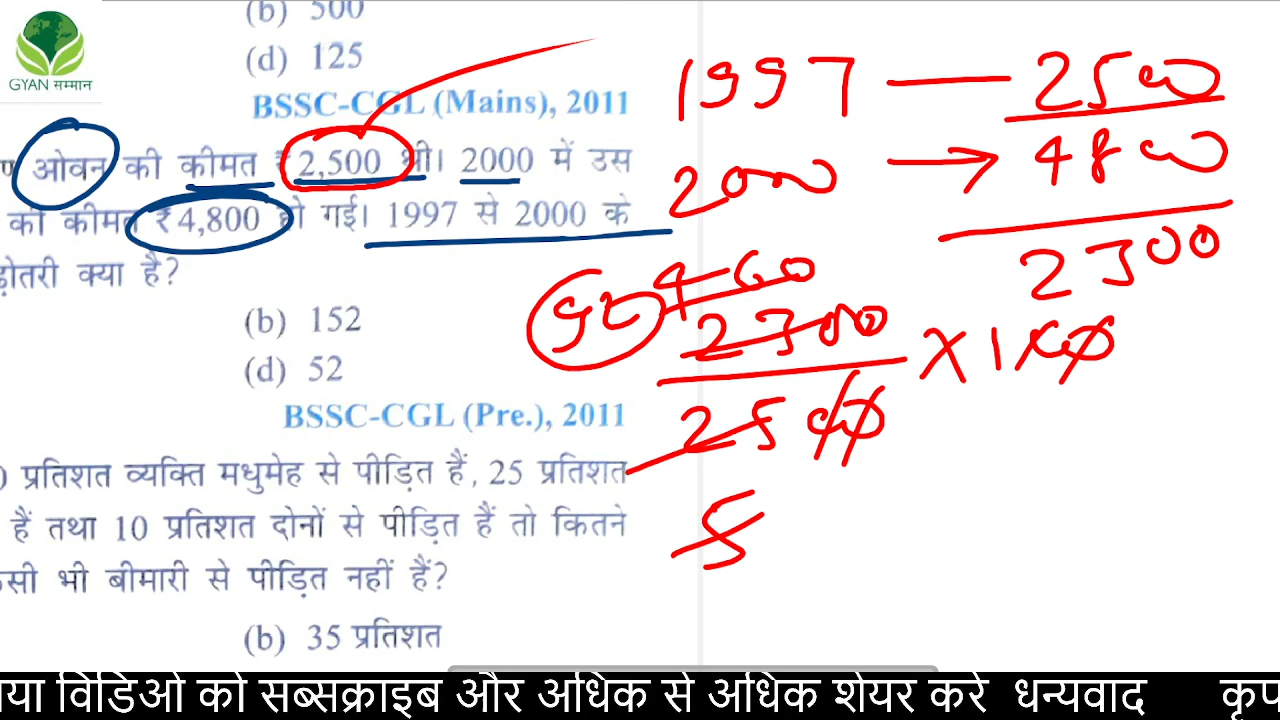 (b) 500
GYAN सम्मान
(d) 125
BSSC-CGL (Mains), 2011
ओवन की कीमत ₹ 2,500 थी। 2000 में उस
की कीमत ₹ 4,800 हो गई। 1997 से 2000 के
क्या है?
(b) 152
(d) 52
BSSC-CGL (Pre.), 2011
प्रतिशत व्यक्ति मधुमेह से पीड़ित हैं, 25 प्रतिशत
हैं तथा 10 प्रतिशत दोनों से पीड़ित हैं तो कितने
भी बीमारी से पीड़ित नहीं हैं?
(b) 35 प्रतिशत
1997 — 2500
2000 → 4800
2300
92 460
2300 × 100
2500
5
विडिओ को सब्सक्राइब और अधिक से अधिक शेयर करे धन्यवाद